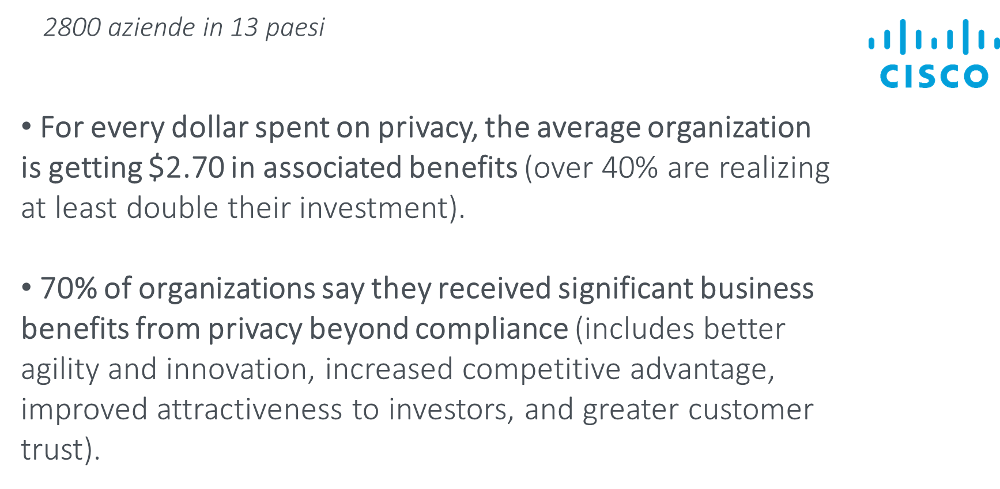 2800 aziende in 13 paesi
CISCO
• For every dollar spent on privacy, the average organization
is getting $2.70 in associated benefits (over 40% are realizing
at least double their investment).
• 70% of organizations say they received significant business
benefits from privacy beyond compliance (includes better
agility and innovation, increased competitive advantage,
improved attractiveness to investors, and greater customer
trust).